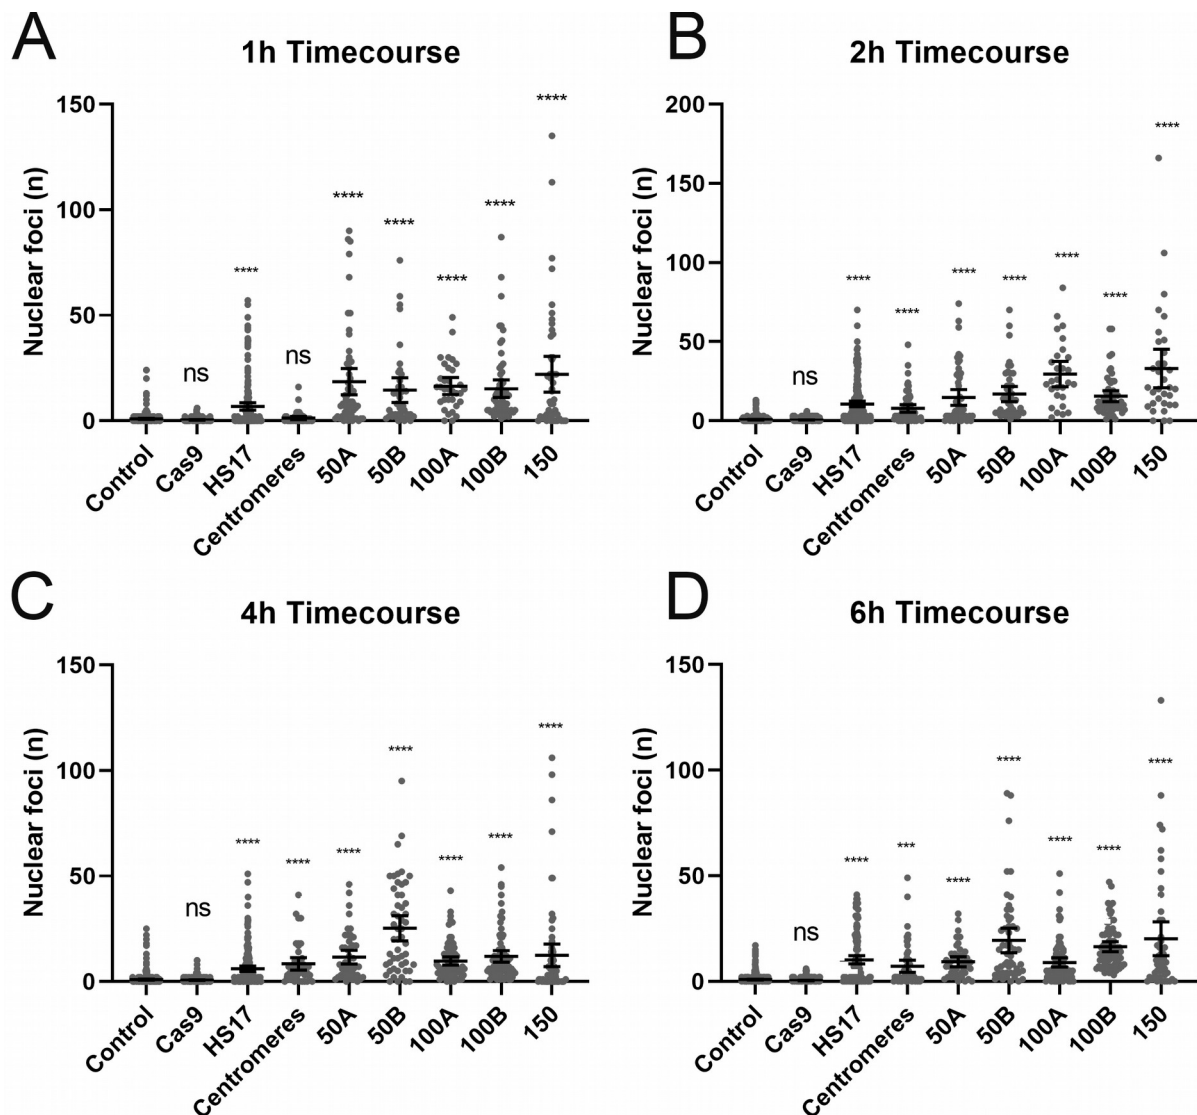 A
1h Timecourse
Nuclear foci (n)
150
100
50
0
ns
****
ns
****
****
****
****
****
Control
Cas9
HS17
Centromeres
50A
50B
100A
100B
150
B
2h Timecourse
Nuclear foci (n)
200
150
100
50
0
ns
****
****
****
****
****
****
****
Control
Cas9
HS17
Centromeres
50A
50B
100A
100B
150
C
4h Timecourse
Nuclear foci (n)
150
100
50
0
ns
****
****
****
****
****
****
****
Control
Cas9
HS17
Centromeres
50A
50B
100A
100B
150
D
6h Timecourse
Nuclear foci (n)
150
100
50
0
ns
****
***
****
****
****
****
****
Control
Cas9
HS17
Centromeres
50A
50B
100A
100B
150